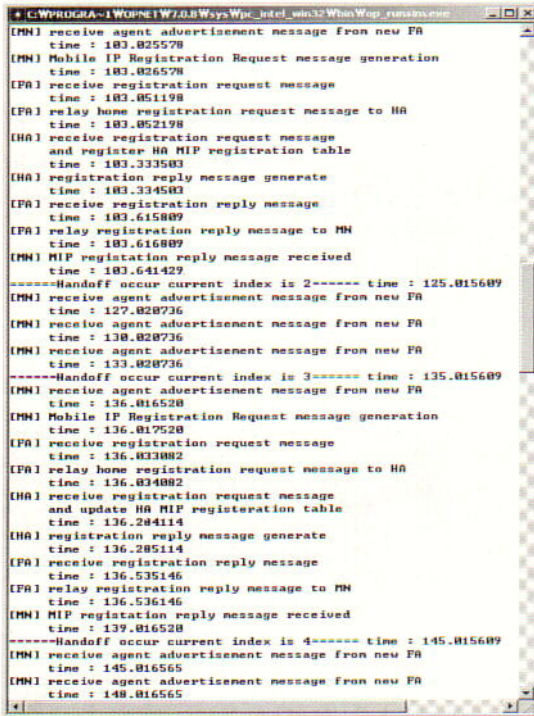 C:₩PROGRA~1₩OPNET₩7.0.B₩sys₩pc_intel_win32₩bin₩op_runsim.exe
[MN] receive agent advertisement message from new FA
time : 103.025578
[MN] Mobile IP Registration Request message generation
time : 103.026578
[FA] receive registration request message
time : 103.051198
[FA] relay home registration request message to HA
time : 103.052198
[HA] receive registration request message
and register HA MIP registration table
time : 103.333503
[HA] registration reply message generate
time : 103.334503
[FA] receive registration reply message
time : 103.615809
[FA] relay registration reply message to MN
time : 103.616809
[MN] MIP registation reply message received
time : 103.641429
------Handoff occur current index is 2------ time : 125.015609
[MN] receive agent advertisement message from new FA
time : 127.020736
[MN] receive agent advertisement message from new FA
time : 130.020736
[MN] receive agent advertisement message from new FA
time : 133.020736
------Handoff occur current index is 3------ time : 135.015609
[MN] receive agent advertisement message from new FA
time : 136.016520
[MN] Mobile IP Registration Request message generation
time : 136.017520
[FA] receive registration request message
time : 136.033082
[FA] relay home registration request message to HA
time : 136.034082
[HA] receive registration request message
and update HA MIP registeration table
time : 136.284114
[HA] registration reply message generate
time : 136.285114
[FA] receive registration reply message
time : 136.535146
[FA] relay registration reply message to MN
time : 136.536146
[MN] MIP registation reply message received
time : 139.016520
------Handoff occur current index is 4------ time : 145.015609
[MN] receive agent advertisement message from new FA
time : 145.016565
[MN] receive agent advertisement message from new FA
time : 148.016565